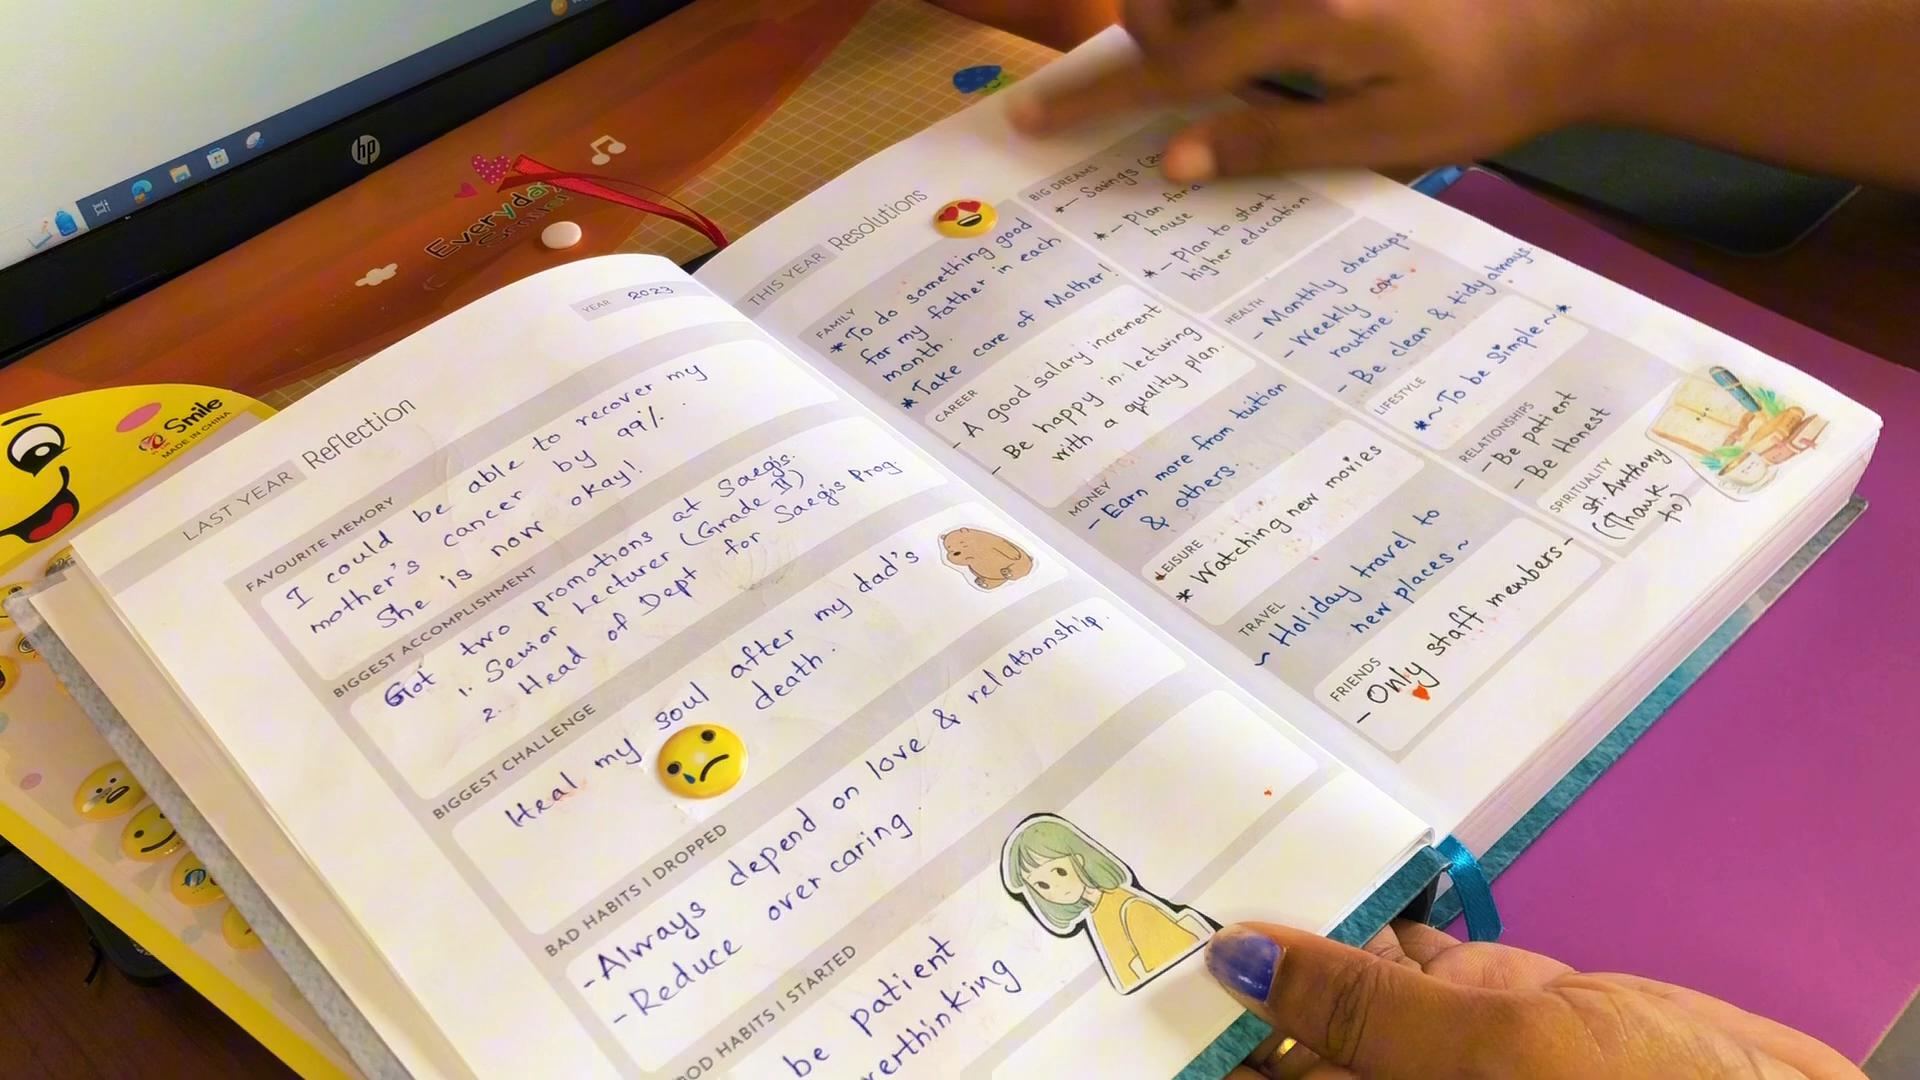 hp
Everyday
Smile
MADE IN CHINA
LAST YEAR Reflection
YEAR 2023
FAVOURITE MEMORY
I could be able to recover my
mother's cancer by 99%.
She is now okay!
BIGGEST ACCOMPLISHMENT
Got two promotions at Saegis.
1. Senior Lecturer (Grade II)
2. Head of Dept for Saegis Prog
BIGGEST CHALLENGE
Heal my soul after my dad's
death.
BAD HABITS I DROPPED
- Always depend on love & relationship.
- Reduce over caring
OOD HABITS I STARTED
be patient
verthinking
THIS YEAR Resolutions
FAMILY
* To do something good
for my father in each
month.
* Take care of Mother!
CAREER
- A good salary increment
- Be happy in lecturing
with a quality plan.
MONEY
- Earn more from tuition
& others.
LEISURE
* Watching new movies
TRAVEL
~ Holiday travel to
new places ~
FRIENDS
- Only staff members -
BIG DREAMS
* - Savings
* - Plan for a
house
* - Plan to start
higher education
HEALTH
- Monthly checkups.
- Weekly care
routine.
- Be clean & tidy always.
LIFESTYLE
* ~ To be simple ~ *
RELATIONSHIPS
- Be patient
- Be Honest
SPIRITUALITY
St. Anthony
(Thank
to)